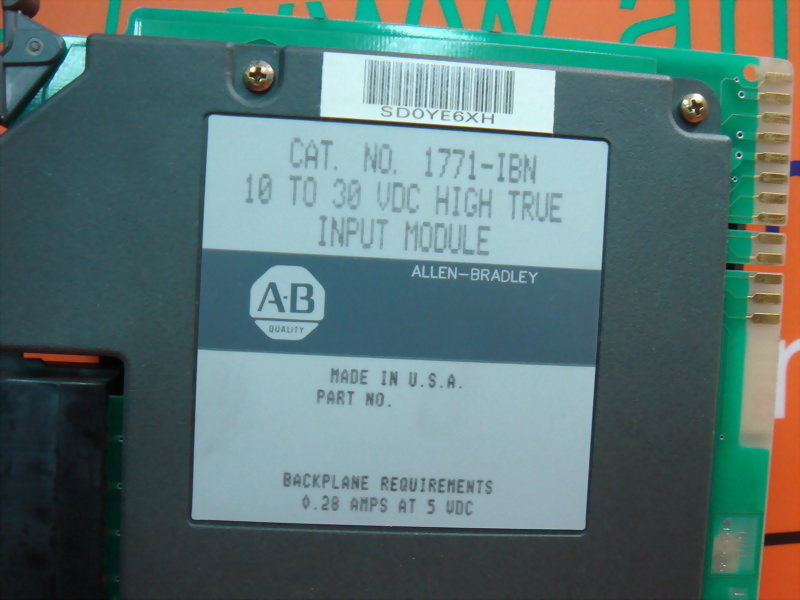 SD0YE6XH
CAT. NO. 1771-IBN
10 TO 30 VDC HIGH TRUE
INPUT MODULE
ALLEN-BRADLEY
A-B
QUALITY
MADE IN U.S.A.
PART NO.
BACKPLANE REQUIREMENTS
0.28 AMPS AT 5 VDC